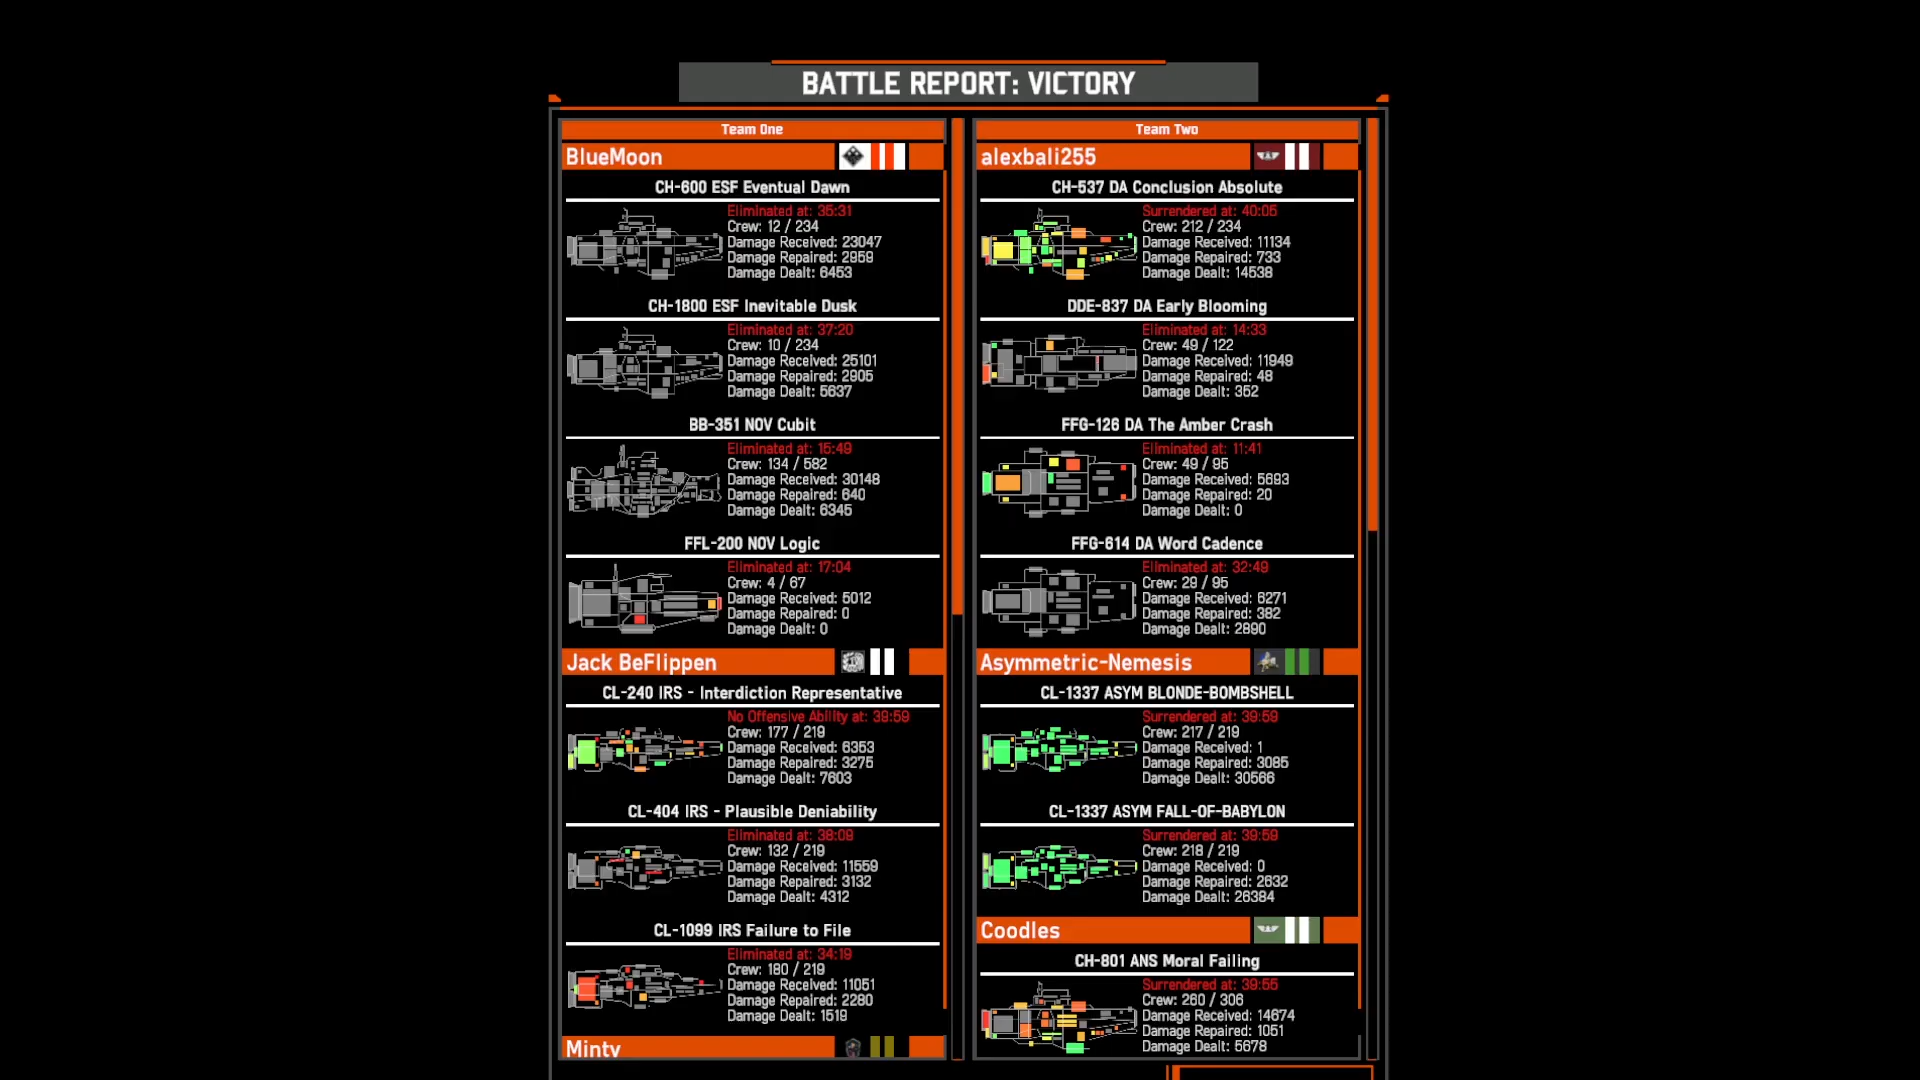 BATTLE REPORT: VICTORY
Team One
BlueMoon
CH-600 ESF Eventual Dawn
Eliminated at: 35:31
Crew: 12 / 234
Damage Received: 23047
Damage Repaired: 2959
Damage Dealt: 6453
CH-1800 ESF Inevitable Dusk
Eliminated at: 37:20
Crew: 10 / 234
Damage Received: 25101
Damage Repaired: 2905
Damage Dealt: 5637
BB-351 NOV Cubit
Eliminated at: 15:49
Crew: 134 / 582
Damage Received: 30148
Damage Repaired: 640
Damage Dealt: 6345
FFL-200 NOV Logic
Eliminated at: 17:04
Crew: 4 / 67
Damage Received: 5012
Damage Repaired: 0
Damage Dealt: 0
Jack BeFlippen
CL-240 IRS - Interdiction Representative
No Offensive Ability at: 39:59
Crew: 177 / 219
Damage Received: 6353
Damage Repaired: 3275
Damage Dealt: 7603
CL-404 IRS - Plausible Deniability
Eliminated at: 38:09
Crew: 132 / 219
Damage Received: 11559
Damage Repaired: 3132
Damage Dealt: 4312
CL-1099 IRS Failure to File
Eliminated at: 34:19
Crew: 180 / 219
Damage Received: 11051
Damage Repaired: 2280
Damage Dealt: 1519
Minty
Team Two
alexbali255
CH-537 DA Conclusion Absolute
Surrendered at: 40:05
Crew: 212 / 234
Damage Received: 11134
Damage Repaired: 733
Damage Dealt: 14538
DDE-837 DA Early Blooming
Eliminated at: 14:33
Crew: 49 / 122
Damage Received: 11949
Damage Repaired: 48
Damage Dealt: 352
FFG-126 DA The Amber Crash
Eliminated at: 11:41
Crew: 49 / 95
Damage Received: 5693
Damage Repaired: 20
Damage Dealt: 0
FFG-614 DA Word Cadence
Eliminated at: 32:49
Crew: 29 / 95
Damage Received: 6271
Damage Repaired: 382
Damage Dealt: 2890
Asymmetric-Nemesis
CL-1337 ASYM BLONDE-BOMBSHELL
Surrendered at: 39:59
Crew: 217 / 219
Damage Received: 1
Damage Repaired: 3085
Damage Dealt: 30566
CL-1337 ASYM FALL-OF-BABYLON
Surrendered at: 39:59
Crew: 218 / 219
Damage Received: 0
Damage Repaired: 2632
Damage Dealt: 26384
Coodles
CH-801 ANS Moral Failing
Surrendered at: 39:55
Crew: 260 / 306
Damage Received: 14674
Damage Repaired: 1051
Damage Dealt: 5678